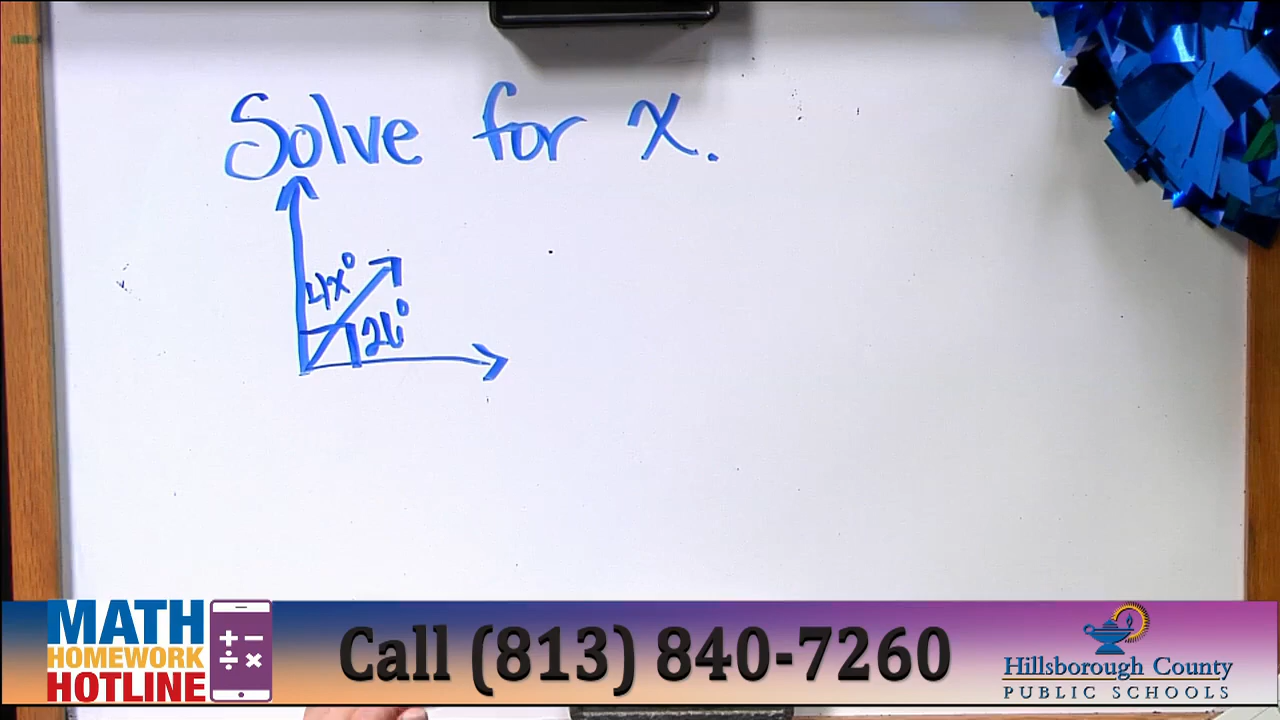 Solve for x.
4x°
26°
MATH
HOMEWORK
HOTLINE
+ −
÷ ×
Call (813) 840-7260
Hillsborough County
PUBLIC SCHOOLS